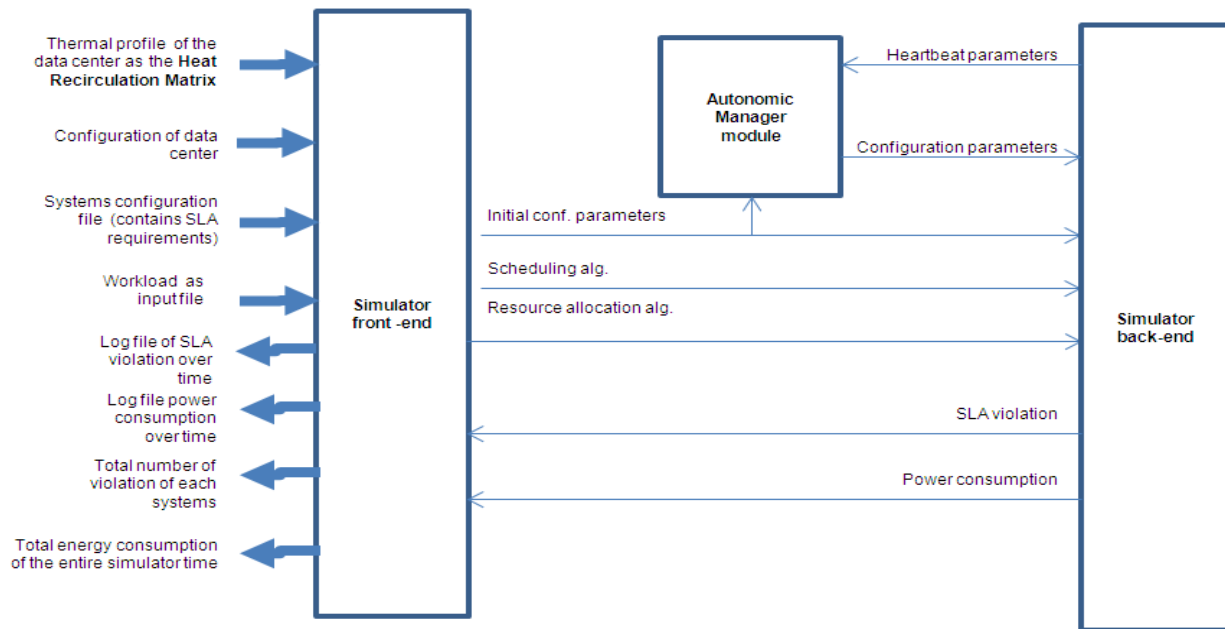 Thermal profile of the
data center as the Heat
Recirculation Matrix
Configuration of data
center
Systems configuration
file (contains SLA
requirements)
Workload as
input file
Log file of SLA
violation over
time
Log file power
consumption
over time
Total number of
violation of each
systems
Total energy consumption
of the entire simulator time
Simulator
front -end
Initial conf. parameters
Scheduling alg.
Resource allocation alg.
Autonomic
Manager
module
Heartbeat parameters
Configuration parameters
SLA violation
Power consumption
Simulator
back-end